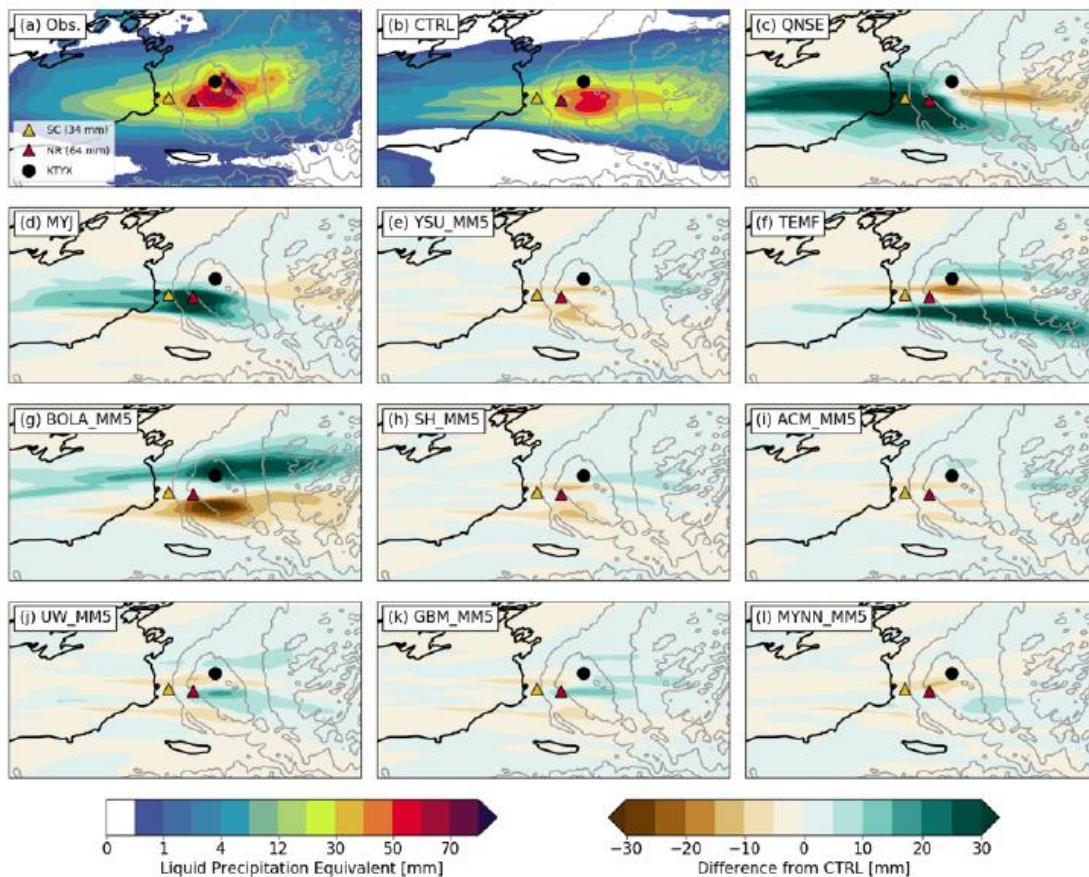 (a) Obs.
(b) CTRL
(c) QNSE
SC (34 mm)
NR (64 mm)
KTYX
(d) MYJ
(e) YSU_MM5
(f) TEMF
(g) BOLA_MM5
(h) SH_MM5
(i) ACM_MM5
(j) UW_MM5
(k) GBM_MM5
(l) MYNN_MM5
0 1 4 12 30 50 70
Liquid Precipitation Equivalent [mm]
−30 −20 −10 0 10 20 30
Difference from CTRL [mm]